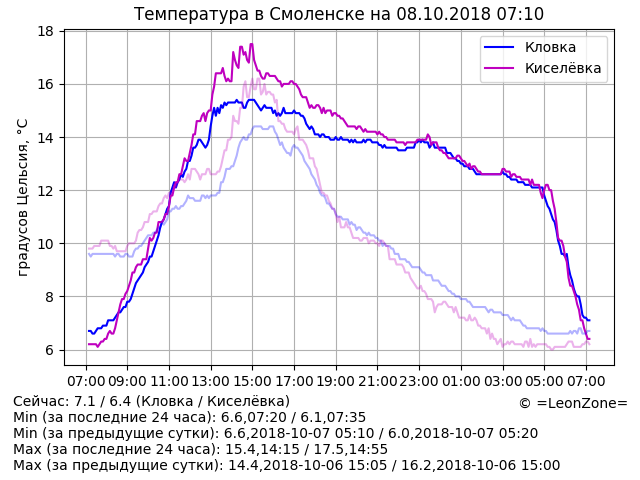 Температура в Смоленске на 08.10.2018 07:10
Кловка
Киселёвка
градусов Цельсия, °C
18
16
14
12
10
8
6
07:00 09:00 11:00 13:00 15:00 17:00 19:00 21:00 23:00 01:00 03:00 05:00 07:00
Сейчас: 7.1 / 6.4 (Кловка / Киселёвка)
© =LeonZone=
Min (за последние 24 часа): 6.6,07:20 / 6.1,07:35
Min (за предыдущие сутки): 6.6,2018-10-07 05:10 / 6.0,2018-10-07 05:20
Max (за последние 24 часа): 15.4,14:15 / 17.5,14:55
Max (за предыдущие сутки): 14.4,2018-10-06 15:05 / 16.2,2018-10-06 15:00